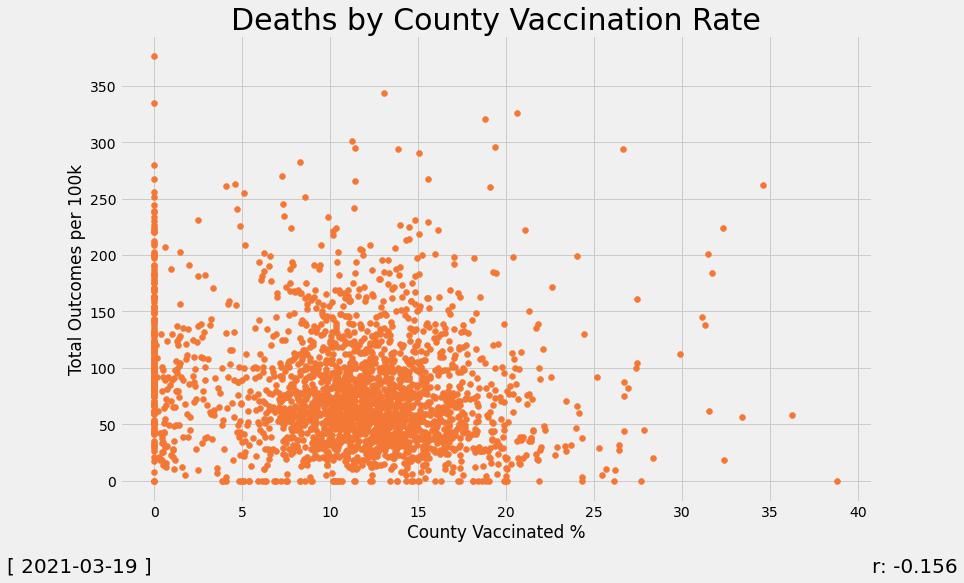 Deaths by County Vaccination Rate
Total Outcomes per 100k
350
300
250
200
150
100
50
0
0 5 10 15 20 25 30 35 40
County Vaccinated %
[ 2021-03-19 ]
r: -0.156